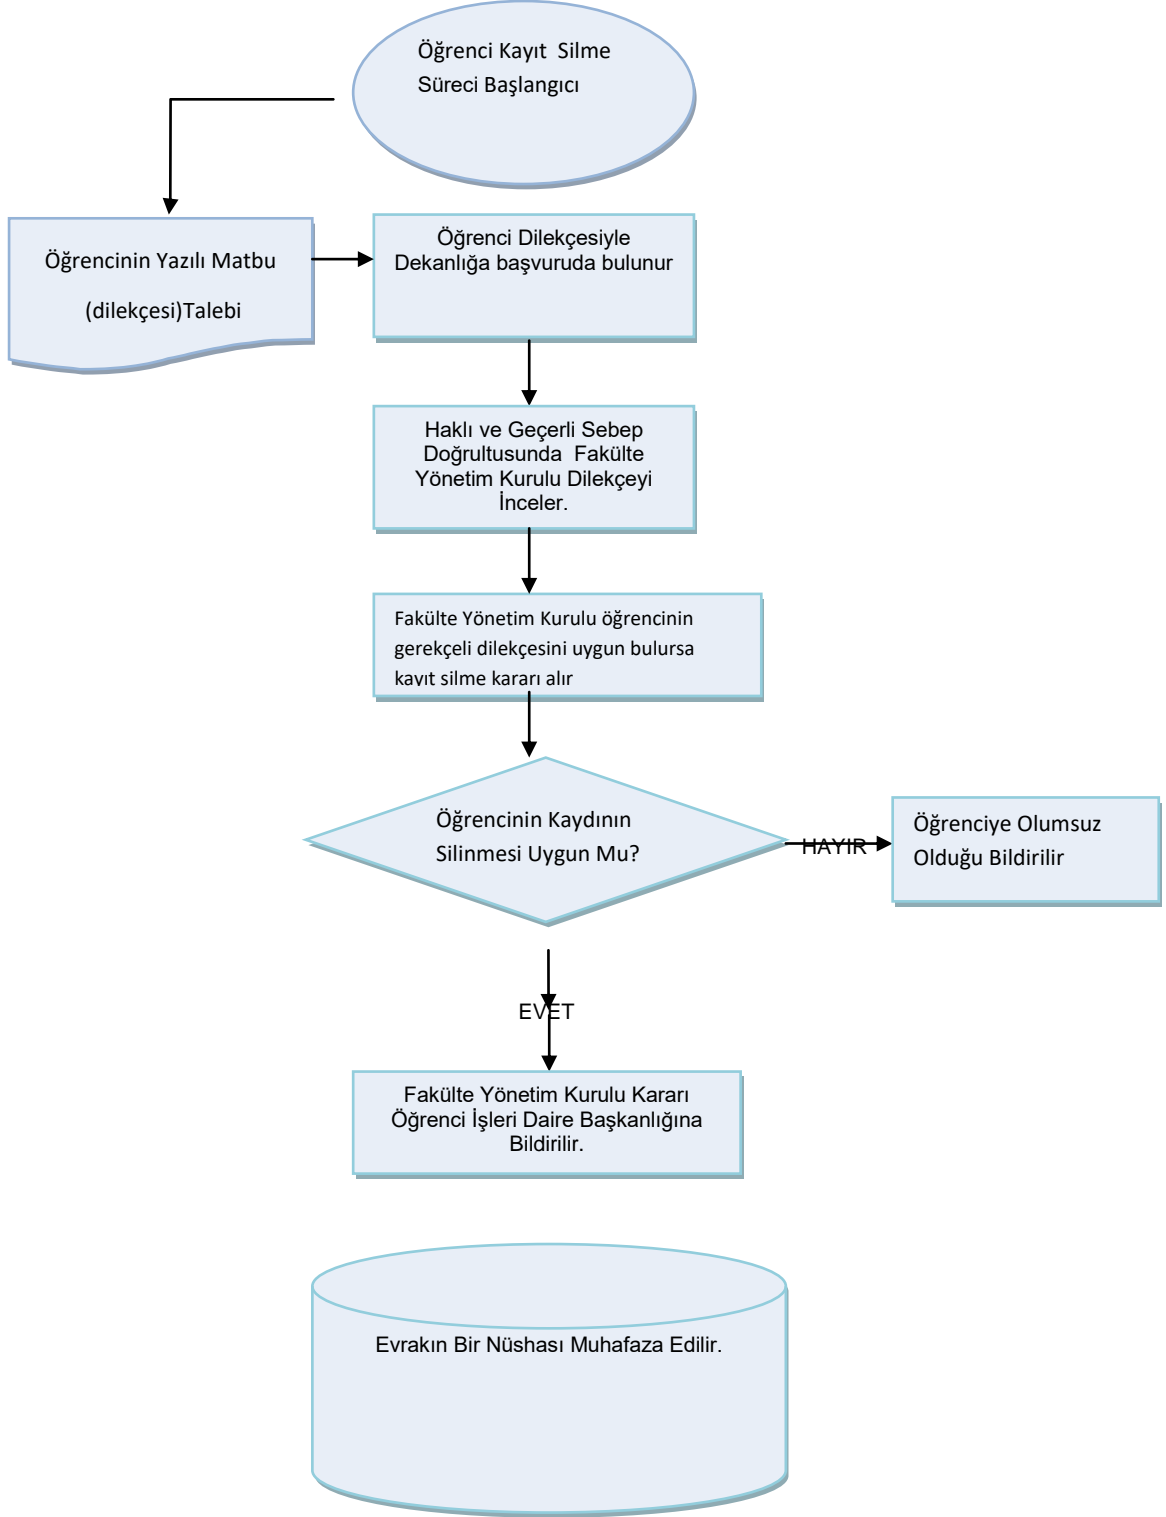 Öğrenci Kayıt  Silme
Süreci Başlangıcı
Öğrencinin Yazılı Matbu
(dilekçesi)Talebi
Öğrenci Dilekçesiyle
Dekanlığa başvuruda bulunur
Haklı ve Geçerli Sebep
Doğrultusunda  Fakülte
Yönetim Kurulu Dilekçeyi
İnceler.
Fakülte Yönetim Kurulu öğrencinin
gerekçeli dilekçesini uygun bulursa
kayıt silme kararı alır
Öğrencinin Kaydının
Silinmesi Uygun Mu?
HAYIR
Öğrenciye Olumsuz
Olduğu Bildirilir
EVET
Fakülte Yönetim Kurulu Kararı
Öğrenci İşleri Daire Başkanlığına
Bildirilir.
Evrakın Bir Nüshası Muhafaza Edilir.